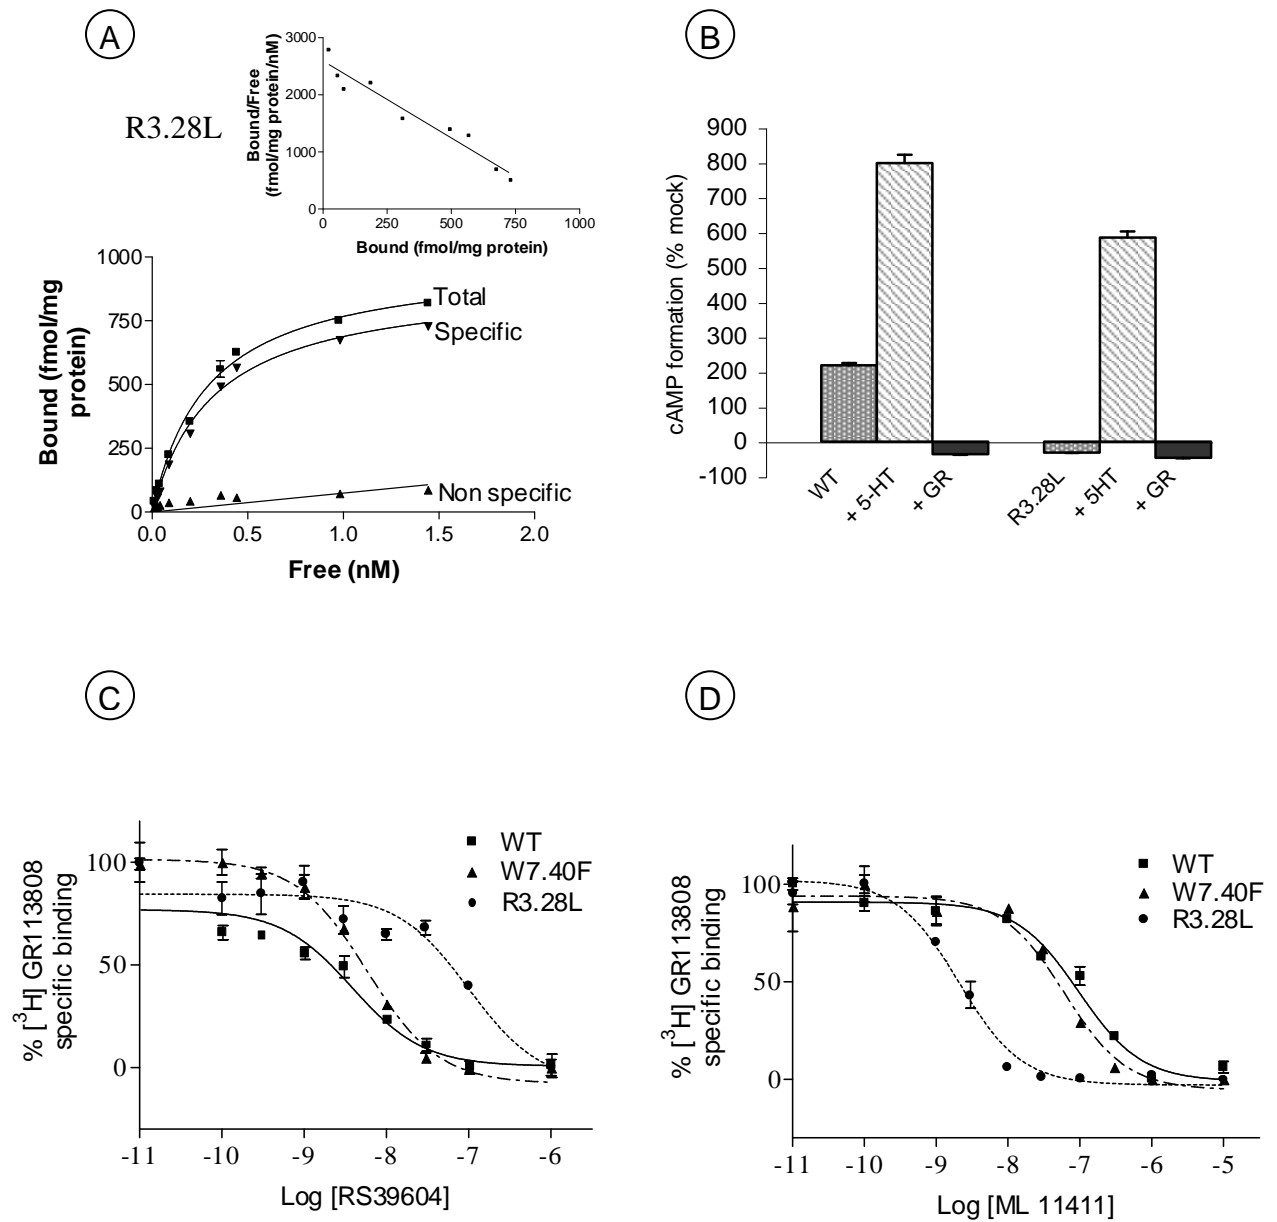 A
R3.28L
Bound/Free
(fmol/mg protein/nM)
3000
2000
1000
0
0 250 500 750 1000
Bound (fmol/mg protein)
Bound (fmol/mg
protein)
1000
750
500
250
0
Total
Specific
Non specific
0.0 0.5 1.0 1.5 2.0
Free (nM)
B
cAMP formation (% mock)
900
800
700
600
500
400
300
200
100
0
-100
WT
+ 5-HT
+ GR
R3.28L
+ 5HT
+ GR
C
% [3H] GR113808
specific binding
100
50
0
WT
W7.40F
R3.28L
-11 -10 -9 -8 -7 -6
Log [RS39604]
D
% [3H] GR113808
specific binding
100
50
0
WT
W7.40F
R3.28L
-11 -10 -9 -8 -7 -6 -5
Log [ML 11411]